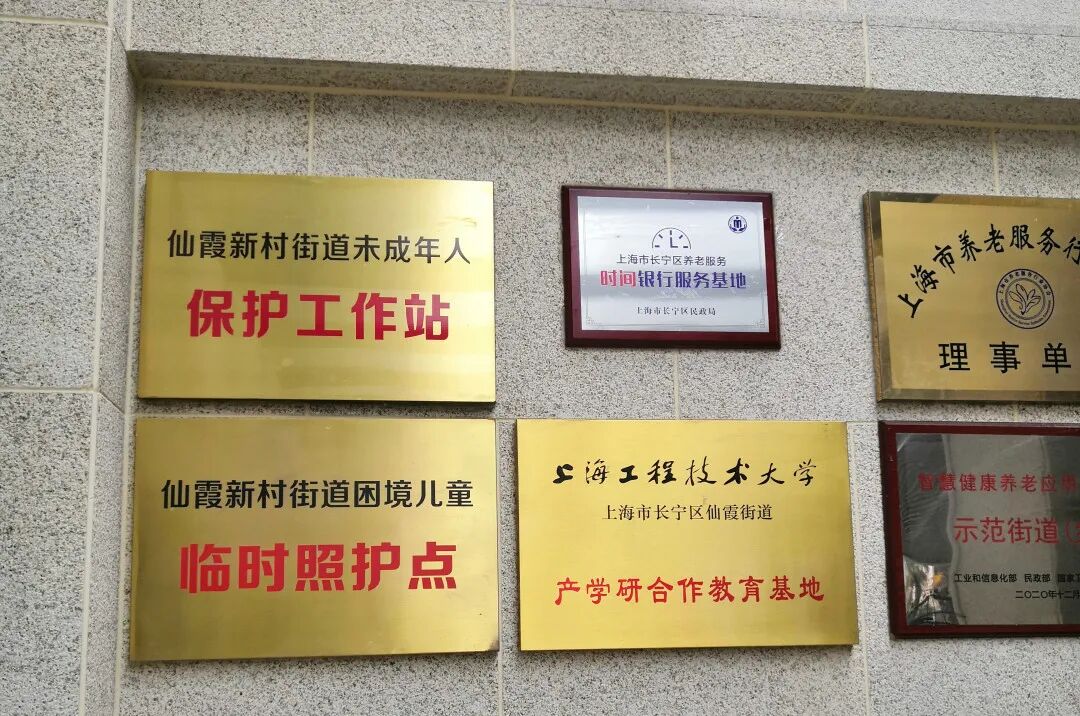 仙霞新村街道未成年人
保护工作站
上海市长宁区养老服务
时间银行服务基地
上海市长宁区民政局
上海市养老服务行
理事单
仙霞新村街道困境儿童
临时照护点
上海工程技术大学
上海市长宁区仙霞街道
产学研合作教育基地
智慧健康养老应
示范街道(
工业和信息化部 民政部 国家
二〇二〇年十二月